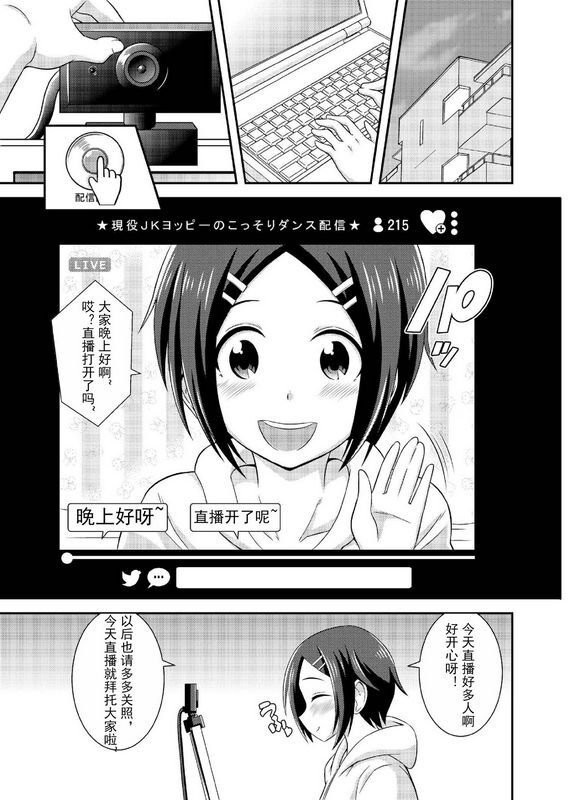 配信
★現役JKヨッピーのこっそりダンス配信★
215
LIVE
パッ
大家晚上好啊~
哎?直播打开了吗~
晚上好呀~
直播开了呢~
今天直播好多人啊
好开心呀!
以后也请多多关照,
今天直播就拜托大家啦~